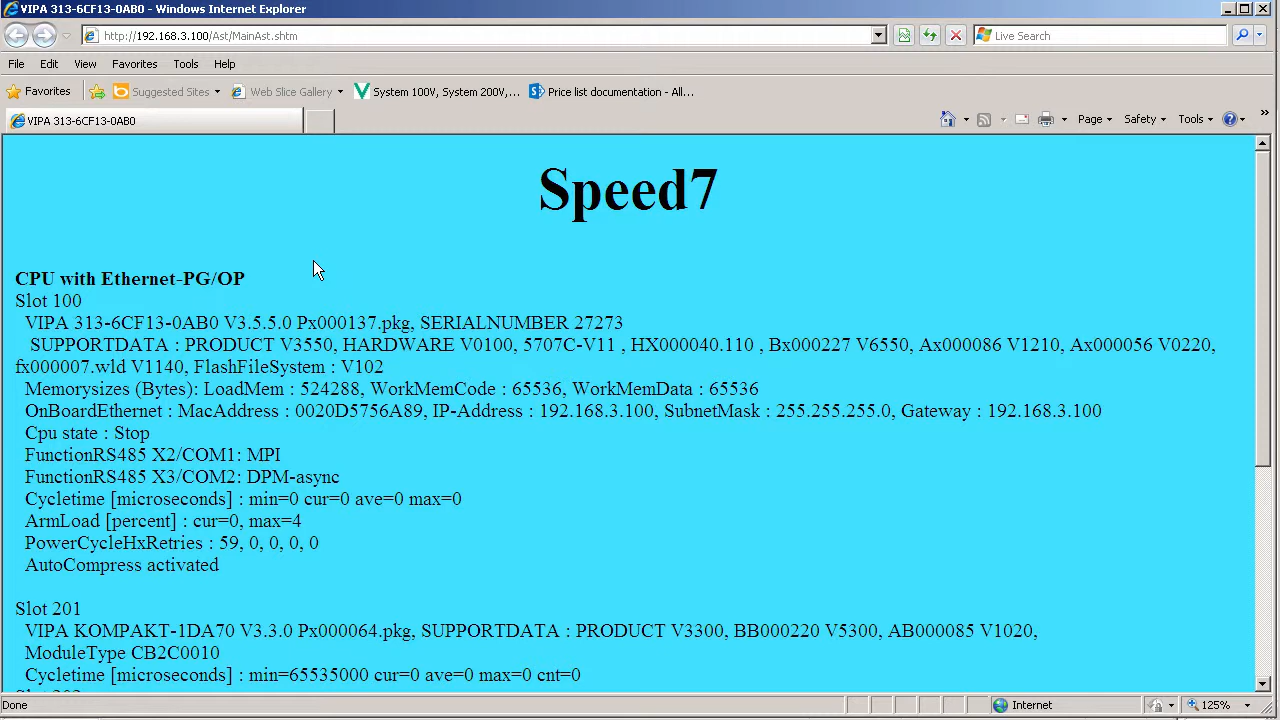 VIPA 313-6CF13-0AB0 - Windows Internet Explorer
http://192.168.3.100/Ast/MainAst.shtm
Live Search
File Edit View Favorites Tools Help
Favorites Suggested Sites Web Slice Gallery System 100V, System 200V,... Price list documentation - All...
VIPA 313-6CF13-0AB0
Page Safety Tools
Speed7
CPU with Ethernet-PG/OP
Slot 100
VIPA 313-6CF13-0AB0 V3.5.5.0 Px000137.pkg, SERIALNUMBER 27273
SUPPORTDATA : PRODUCT V3550, HARDWARE V0100, 5707C-V11 , HX000040.110 , Bx000227 V6550, Ax000086 V1210, Ax000056 V0220,
fx000007.wld V1140, FlashFileSystem : V102
Memorysizes (Bytes): LoadMem : 524288, WorkMemCode : 65536, WorkMemData : 65536
OnBoardEthernet : MacAddress : 0020D5756A89, IP-Address : 192.168.3.100, SubnetMask : 255.255.255.0, Gateway : 192.168.3.100
Cpu state : Stop
FunctionRS485 X2/COM1: MPI
FunctionRS485 X3/COM2: DPM-async
Cycletime [microseconds] : min=0 cur=0 ave=0 max=0
ArmLoad [percent] : cur=0, max=4
PowerCycleHxRetries : 59, 0, 0, 0, 0
AutoCompress activated
Slot 201
VIPA KOMPAKT-1DA70 V3.3.0 Px000064.pkg, SUPPORTDATA : PRODUCT V3300, BB000220 V5300, AB000085 V1020,
ModuleType CB2C0010
Cycletime [microseconds] : min=65535000 cur=0 ave=0 max=0 cnt=0
Done Internet 125%